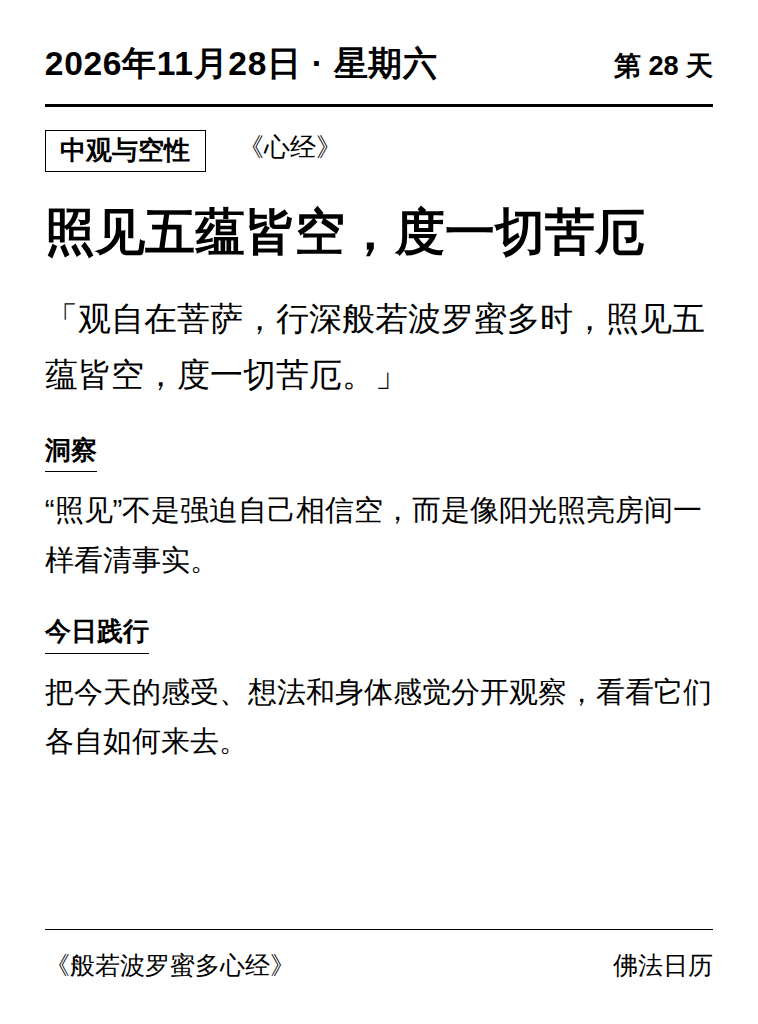 2026年11月28日 · 星期六
第 28 天
中观与空性
《心经》
照见五蕴皆空，度一切苦厄
「观自在菩萨，行深般若波罗蜜多时，照见五
蕴皆空，度一切苦厄。」
洞察
“照见”不是强迫自己相信空，而是像阳光照亮房间一
样看清事实。
今日践行
把今天的感受、想法和身体感觉分开观察，看看它们
各自如何来去。
《般若波罗蜜多心经》
佛法日历